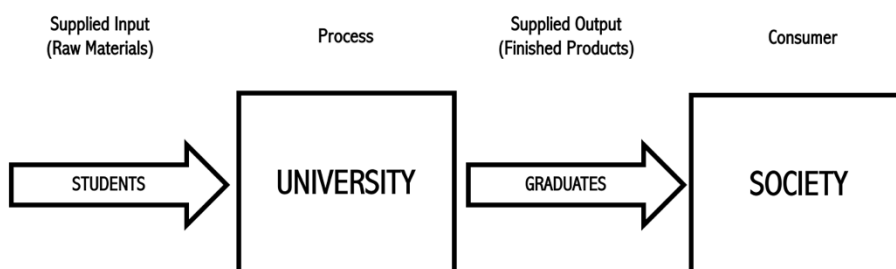 Supplied Input
(Raw Materials)
Process
Supplied Output
(Finished Products)
Consumer
STUDENTS
UNIVERSITY
GRADUATES
SOCIETY